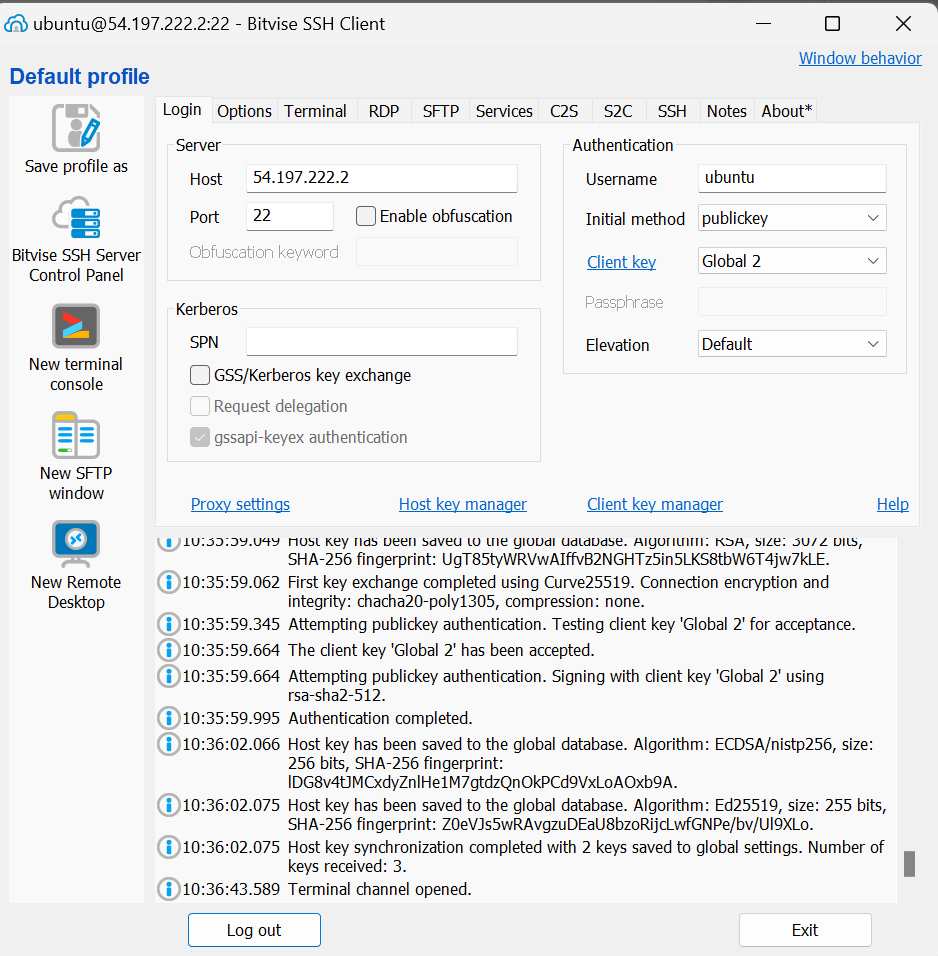 ubuntu@54.197.222.2:22 - Bitvise SSH Client
Window behavior
Default profile
Save profile as
Bitvise SSH Server
Control Panel
New terminal
console
New SFTP
window
New Remote
Desktop
Login Options Terminal RDP SFTP Services C2S S2C SSH Notes About*
Server
Host 54.197.222.2
Port 22 Enable obfuscation
Obfuscation keyword
Kerberos
SPN
GSS/Kerberos key exchange
Request delegation
gssapi-keyex authentication
Authentication
Username ubuntu
Initial method publickey
Client key Global 2
Passphrase
Elevation Default
Proxy settings Host key manager Client key manager Help
10:35:59.049 Host key has been saved to the global database. Algorithm: RSA, size: 3072 bits,
SHA-256 fingerprint: UgT85tyWRVwAIffvB2NGHTz5in5LKS8tbW6T4jw7kLE.
10:35:59.062 First key exchange completed using Curve25519. Connection encryption and
integrity: chacha20-poly1305, compression: none.
10:35:59.345 Attempting publickey authentication. Testing client key 'Global 2' for acceptance.
10:35:59.664 The client key 'Global 2' has been accepted.
10:35:59.664 Attempting publickey authentication. Signing with client key 'Global 2' using
rsa-sha2-512.
10:35:59.995 Authentication completed.
10:36:02.066 Host key has been saved to the global database. Algorithm: ECDSA/nistp256, size:
256 bits, SHA-256 fingerprint:
lDG8v4tJMCxdyZnlHe1M7gtdzQnOkPCd9VxLoAOxb9A.
10:36:02.075 Host key has been saved to the global database. Algorithm: Ed25519, size: 255 bits,
SHA-256 fingerprint: Z0eVJs5wRAvgzuDEaU8bzoRijcLwfGNPe/bv/Ul9XLo.
10:36:02.075 Host key synchronization completed with 2 keys saved to global settings. Number of
keys received: 3.
10:36:43.589 Terminal channel opened.
Log out Exit